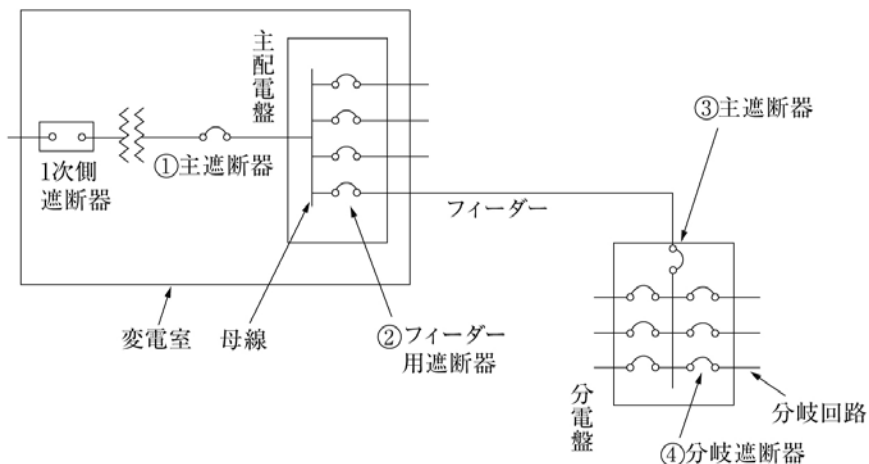 主配電盤
1次側
遮断器
①主遮断器
③主遮断器
フィーダー
変電室
母線
②フィーダー
用遮断器
分電盤
分岐回路
④分岐遮断器